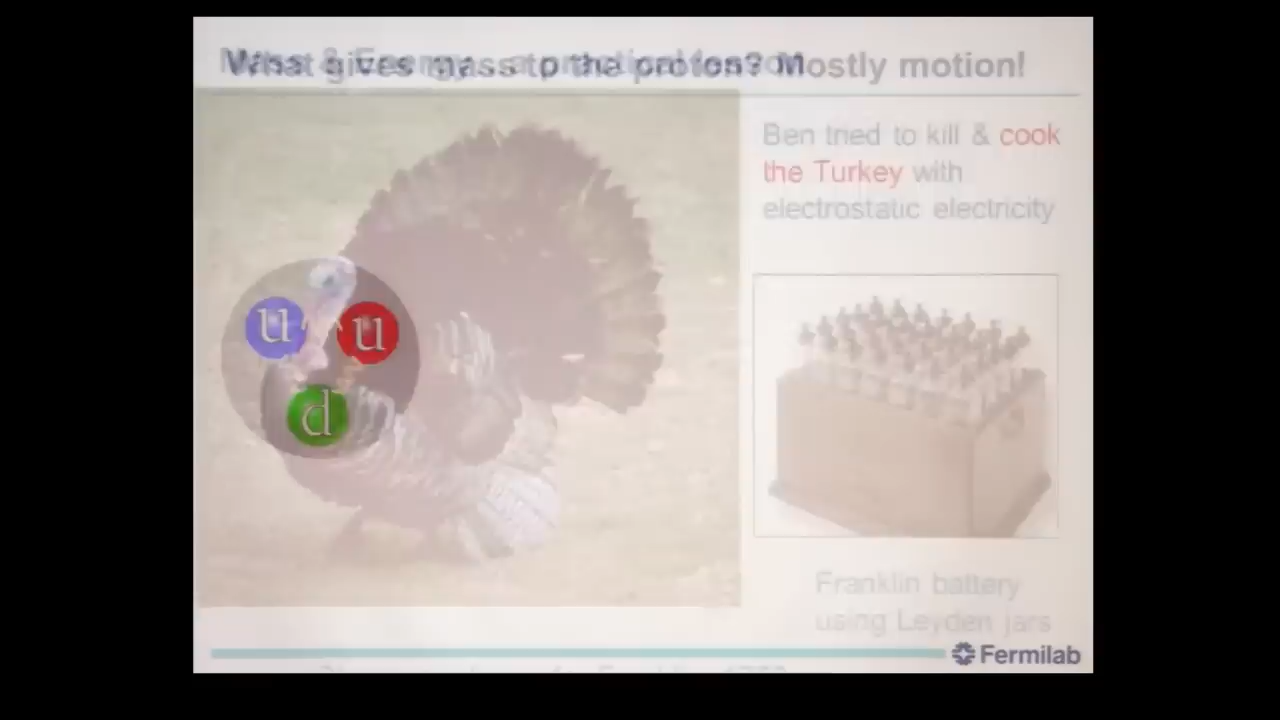 What gives mass to the proton? Mostly motion!
Ben tried to kill & cook
the Turkey with
electrostatic electricity
u
u
d
Franklin battery
using Leyden jars
Fermilab